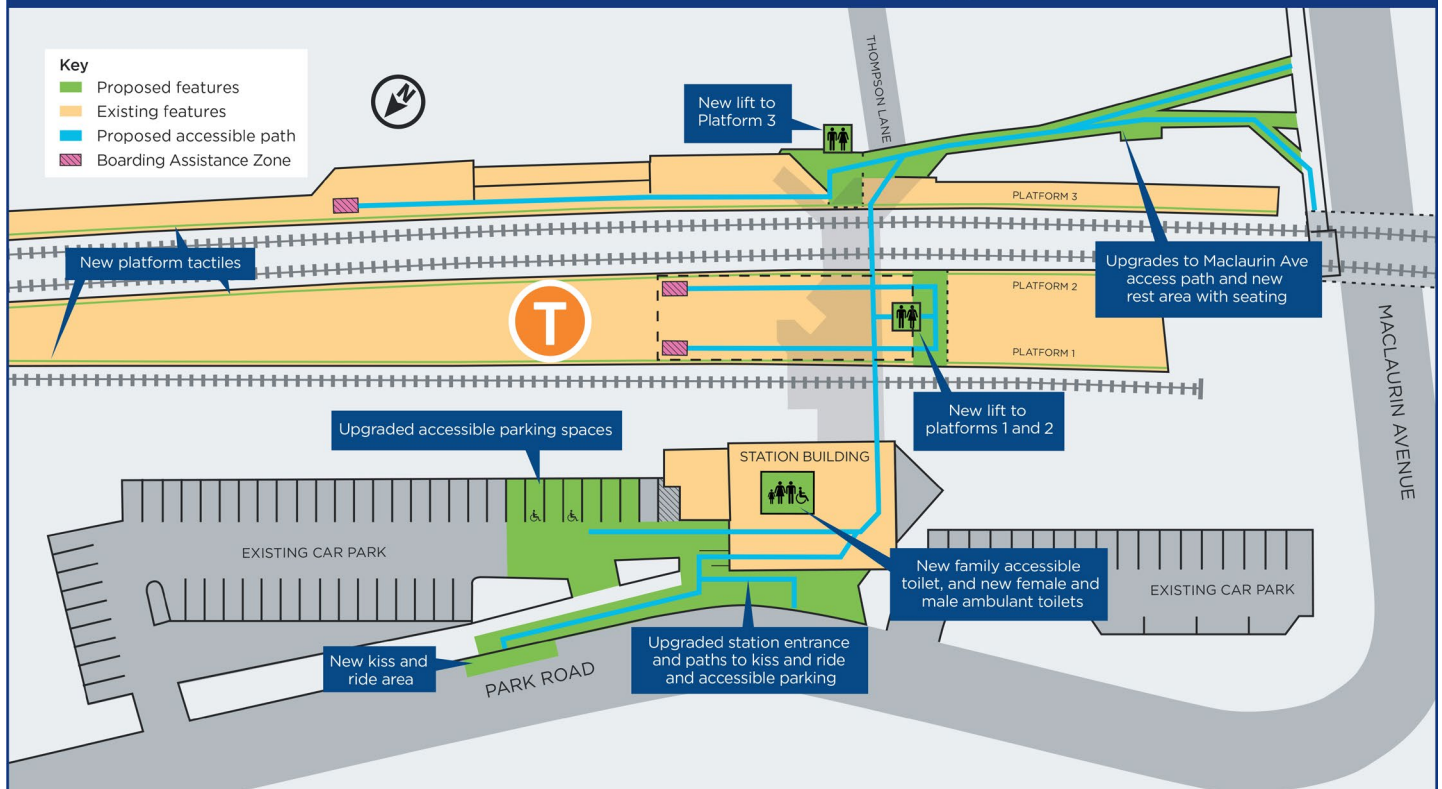 Key
Proposed features
Existing features
Proposed accessible path
Boarding Assistance Zone
N
New lift to
Platform 3
THOMPSON LANE
PLATFORM 3
New platform tactiles
Upgrades to Maclaurin Ave
access path and new
rest area with seating
T
PLATFORM 2
PLATFORM 1
MACLAURIN AVENUE
New lift to
platforms 1 and 2
Upgraded accessible parking spaces
STATION BUILDING
EXISTING CAR PARK
New family accessible
toilet, and new female and
male ambulant toilets
EXISTING CAR PARK
Upgraded station entrance
and paths to kiss and ride
and accessible parking
New kiss and
ride area
PARK ROAD